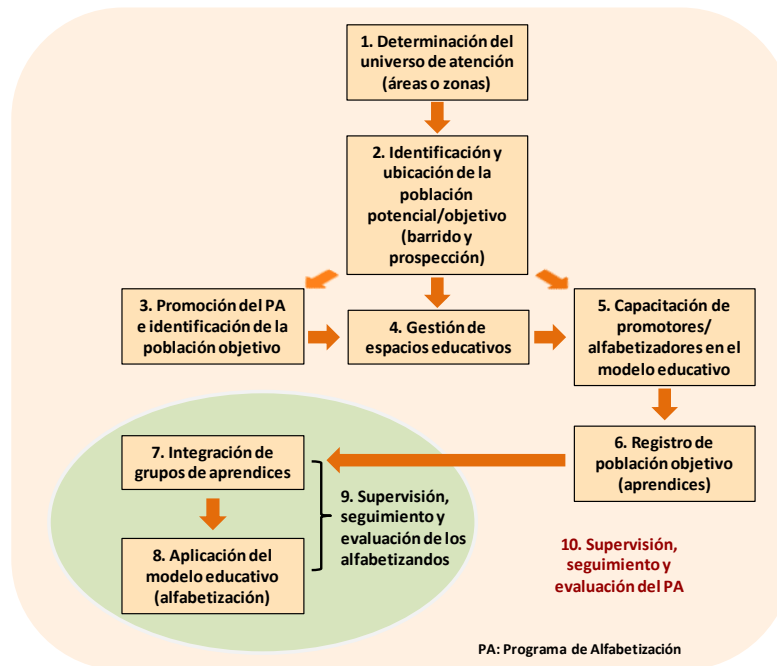 1. Determinación del
universo de atención
(áreas o zonas)
2. Identificación y
ubicación de la
población
potencial/objetivo
(barrido y
prospección)
3. Promoción del PA
e identificación de la
población objetivo
4. Gestión de
espacios educativos
5. Capacitación de
promotores/
alfabetizadores en el
modelo educativo
6. Registro de
población objetivo
(aprendices)
7. Integración de
grupos de aprendices
8. Aplicación del
modelo educativo
(alfabetización)
9. Supervisión,
seguimiento y
evaluación de los
alfabetizandos
10. Supervisión,
seguimiento y
evaluación del PA
PA: Programa de Alfabetización